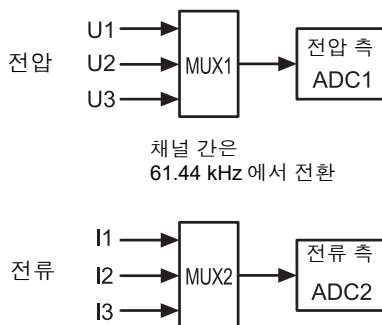 U1
전압 U2 MUX1 전압 측 ADC1
U3
채널 간은
61.44 kHz 에서 전환
I1
전류 I2 MUX2 전류 측 ADC2
I3